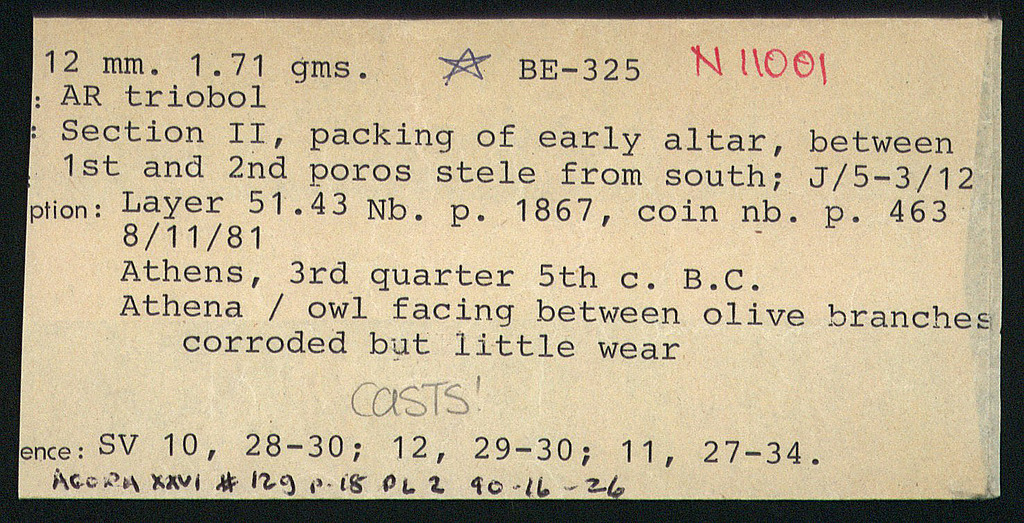 12 mm. 1.71 gms. ☆ BE-325 N 11001
: AR triobol
: Section II, packing of early altar, between
1st and 2nd poros stele from south; J/5-3/12
ption: Layer 51.43 Nb. p. 1867, coin nb. p. 463
8/11/81
Athens, 3rd quarter 5th c. B.C.
Athena / owl facing between olive branches
corroded but little wear
CASTS!
ence: SV 10, 28-30; 12, 29-30; 11, 27-34.
AGORA XXVI # 129 p. 18 PL 2 90-16-26